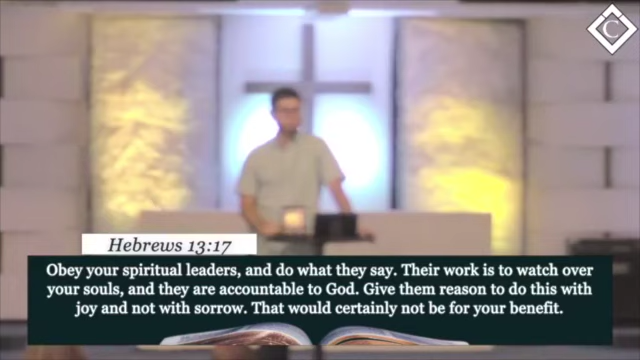 C
Hebrews 13:17
Obey your spiritual leaders, and do what they say. Their work is to watch over
your souls, and they are accountable to God. Give them reason to do this with
joy and not with sorrow. That would certainly not be for your benefit.